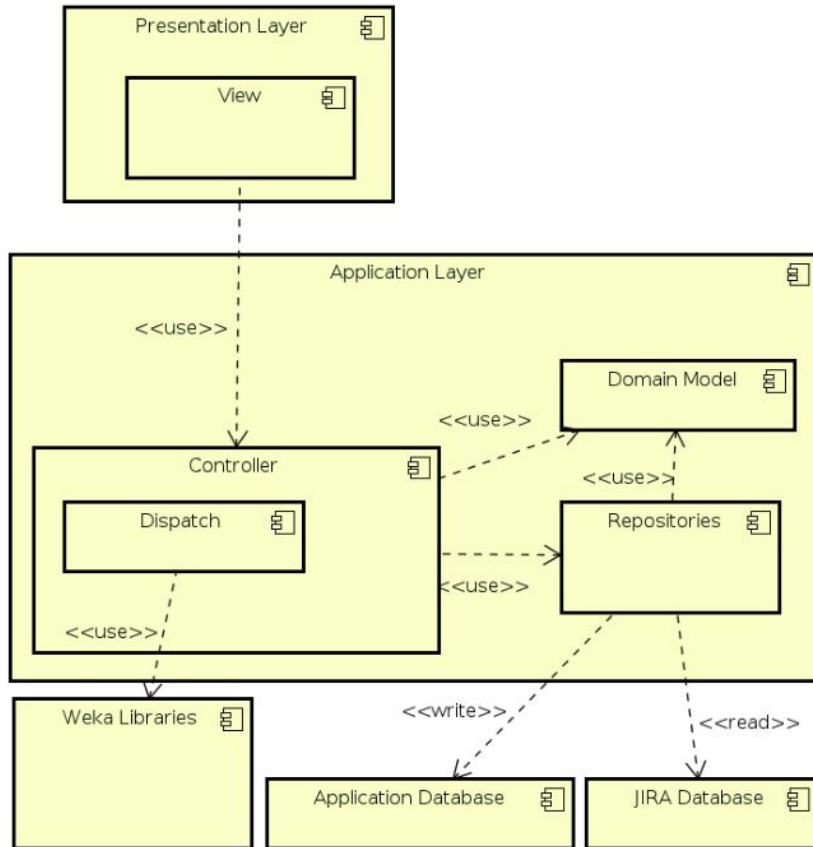 Presentation Layer
View
<<use>>
Application Layer
Domain Model
<<use>>
<<use>>
Controller
Dispatch
Repositories
<<use>>
<<use>>
Weka Libraries
<<write>>
<<read>>
Application Database
JIRA Database